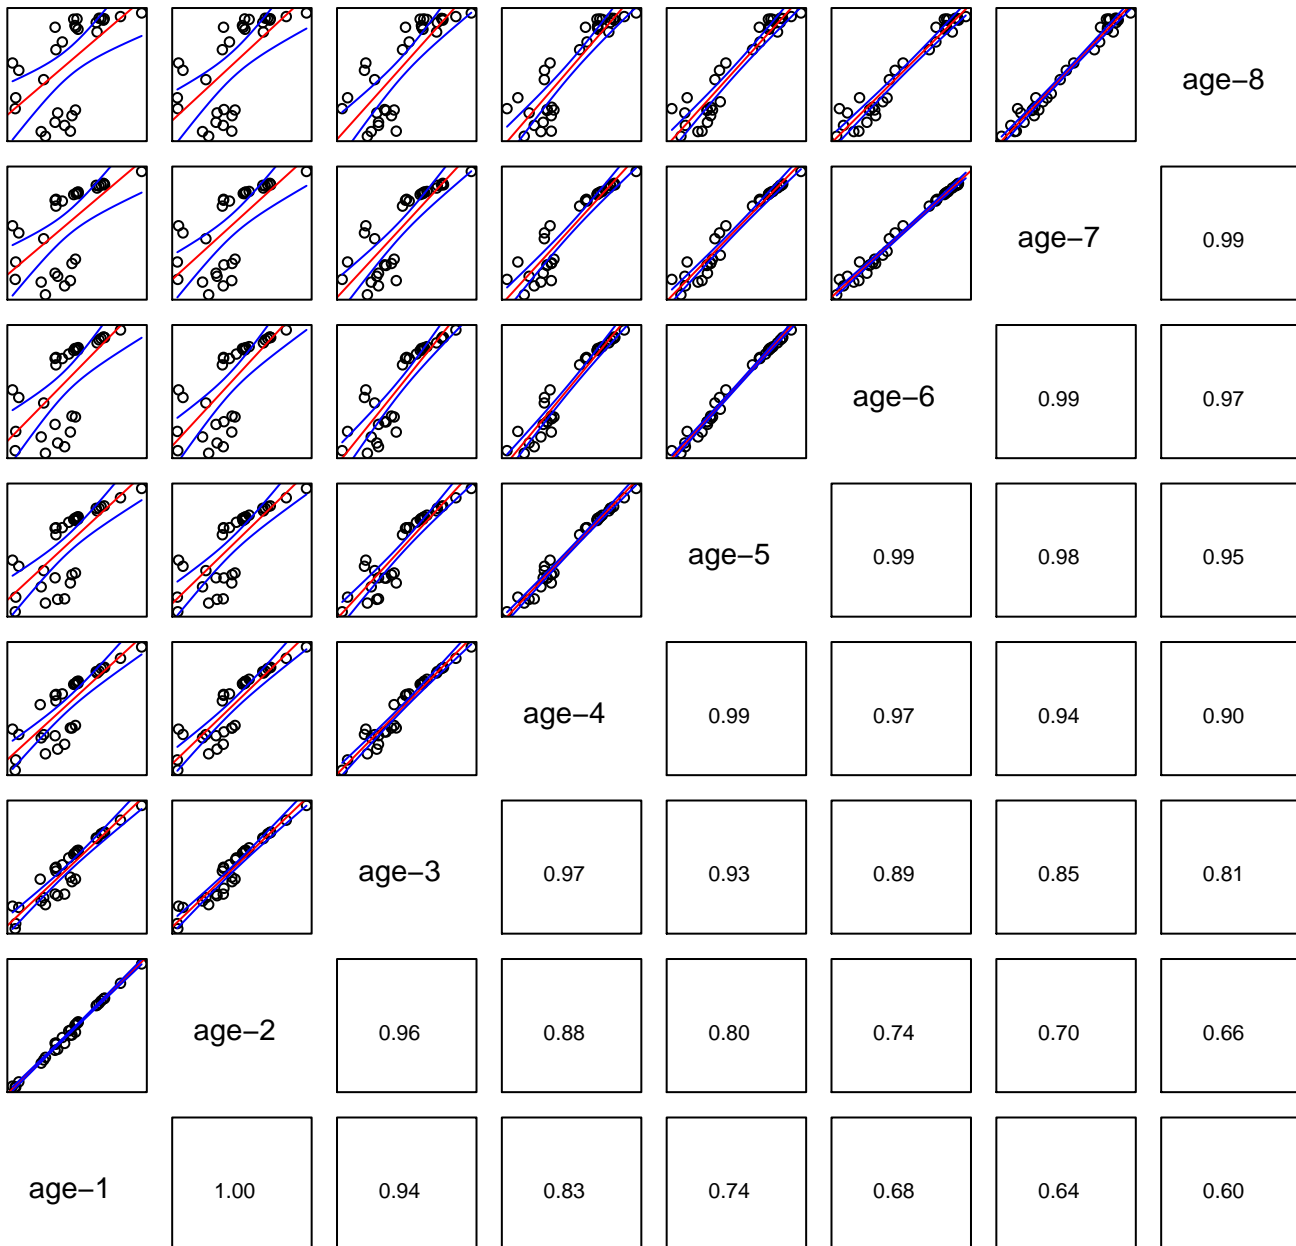 age−8
age−7 0.99
age−6 0.99 0.97
age−5 0.99 0.98 0.95
age−4 0.99 0.97 0.94 0.90
age−3 0.97 0.93 0.89 0.85 0.81
age−2 0.96 0.88 0.80 0.74 0.70 0.66
age−1 1.00 0.94 0.83 0.74 0.68 0.64 0.60